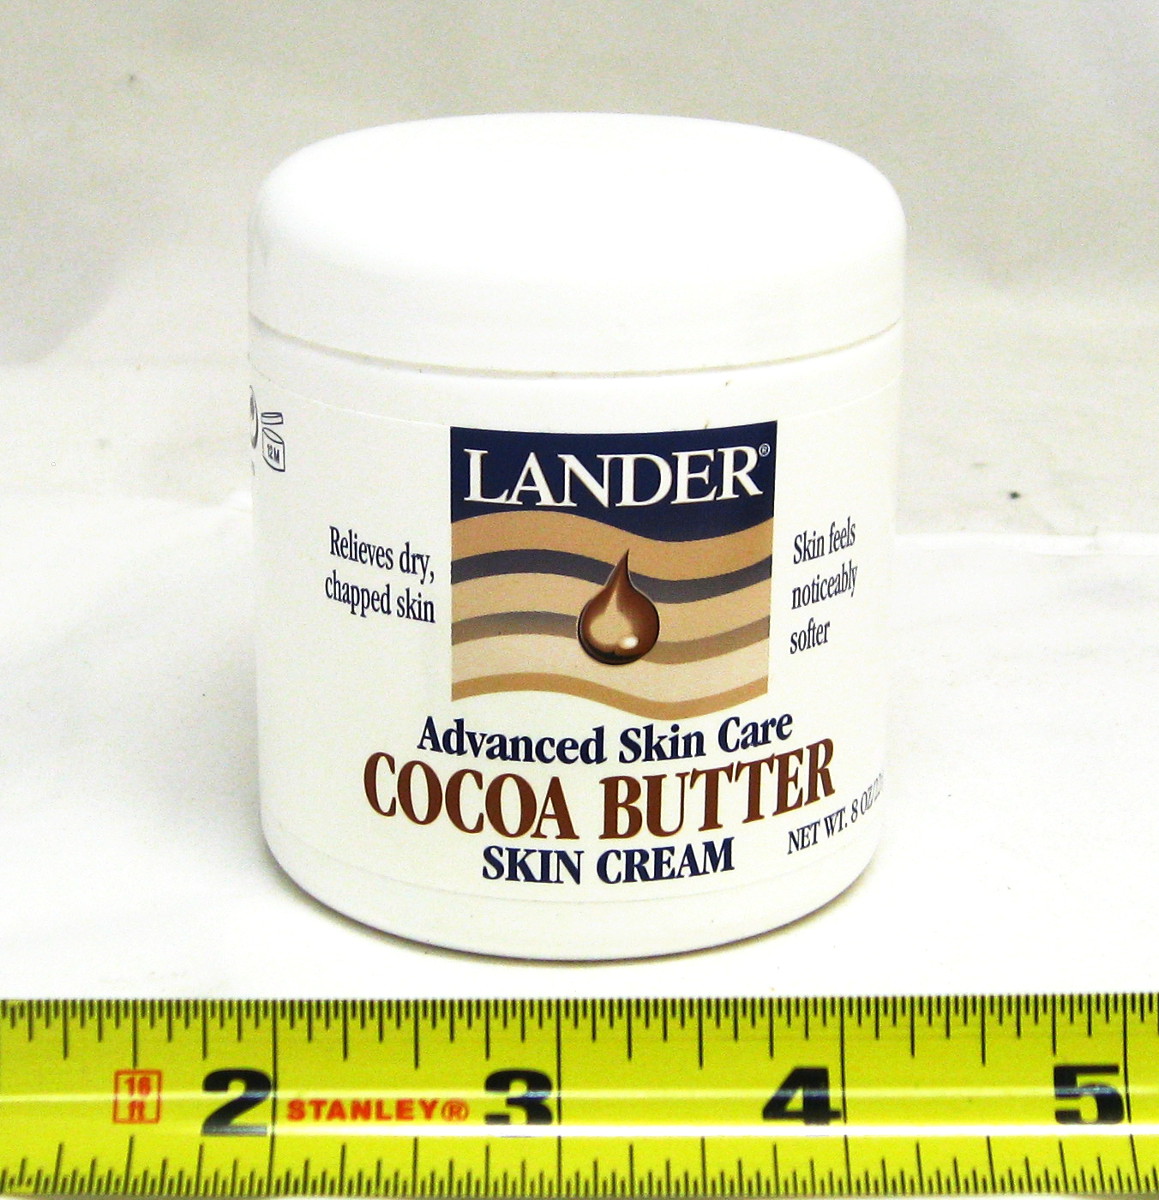 LANDER®
Relieves dry,
chapped skin
Skin feels
noticeably
softer
12M
Advanced Skin Care
COCOA BUTTER
SKIN CREAM
NET WT. 8 OZ
16
ft
2 STANLEY® 3 4 5